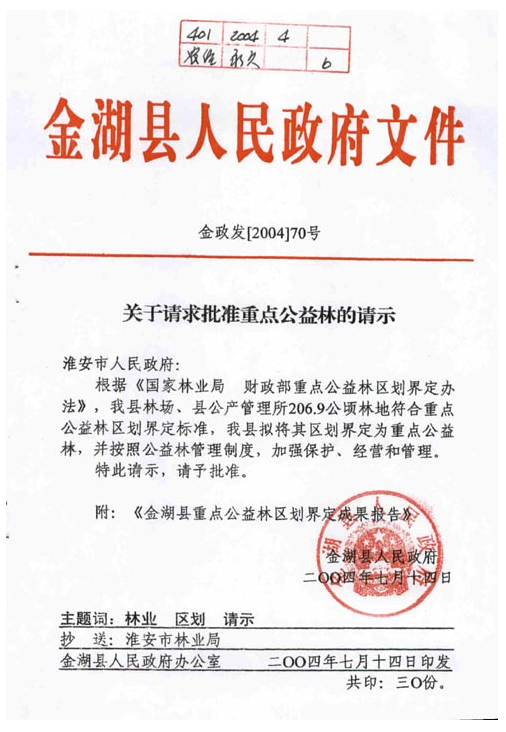 401 2004 4
永久 6
金湖县人民政府文件
金政发[2004]70号
关于请求批准重点公益林的请示
淮安市人民政府:
根据《国家林业局 财政部重点公益林区划界定办
法》,我县林场、县公产管理所206.9公顷林地符合重点
公益林区划界定标准,我县拟将其区划界定为重点公益
林,并按照公益林管理制度,加强保护、经营和管理。
特此请示,请予批准。
附:《金湖县重点公益林区划界定成果报告》
金湖县人民政府
二〇〇四年七月十四日
主题词:林业 区划 请示
抄 送:淮安市林业局
金湖县人民政府办公室 二〇〇四年七月十四日印发
共印:三〇份。